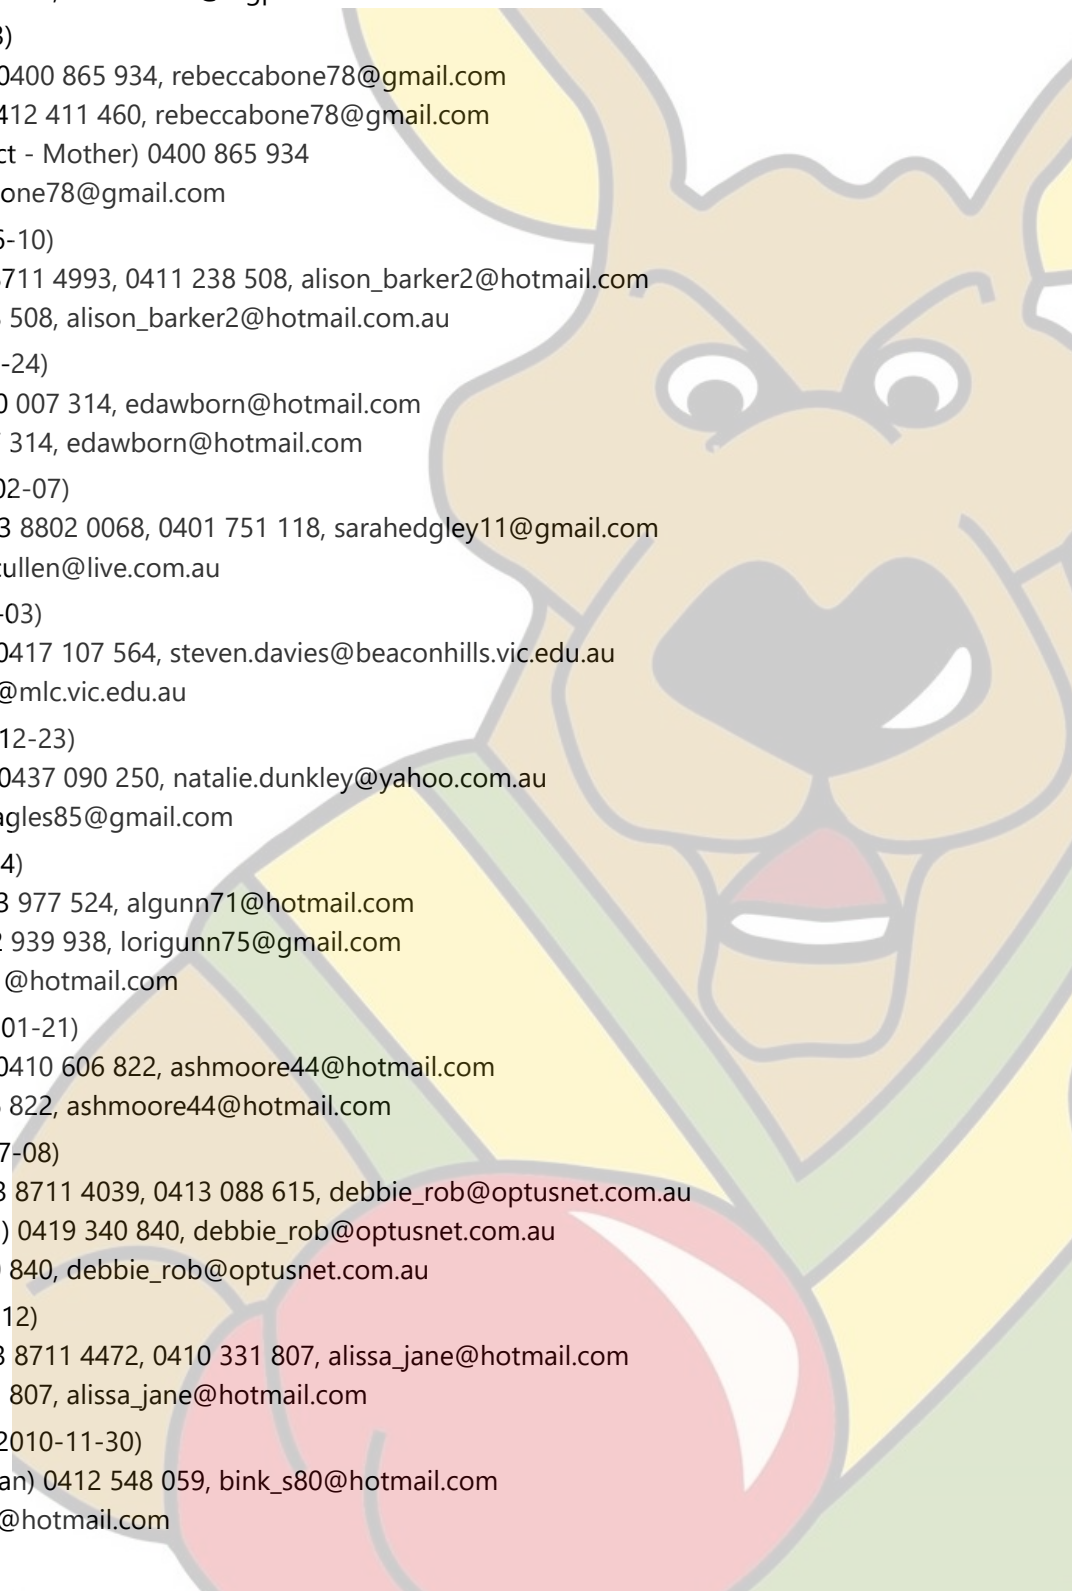 3)
0400 865 934, rebeccabone78@gmail.com
412 411 460, rebeccabone78@gmail.com
ct - Mother) 0400 865 934
one78@gmail.com
6-10)
8711 4993, 0411 238 508, alison_barker2@hotmail.com
508, alison_barker2@hotmail.com.au
-24)
0 007 314, edawborn@hotmail.com
314, edawborn@hotmail.com
02-07)
3 8802 0068, 0401 751 118, sarahedgley11@gmail.com
cullen@live.com.au
-03)
0417 107 564, steven.davies@beaconhills.vic.edu.au
@mlc.vic.edu.au
12-23)
0437 090 250, natalie.dunkley@yahoo.com.au
agles85@gmail.com
4)
3 977 524, algunn71@hotmail.com
2 939 938, lorigunn75@gmail.com
@hotmail.com
01-21)
0410 606 822, ashmoore44@hotmail.com
822, ashmoore44@hotmail.com
7-08)
3 8711 4039, 0413 088 615, debbie_rob@optusnet.com.au
) 0419 340 840, debbie_rob@optusnet.com.au
840, debbie_rob@optusnet.com.au
12)
3 8711 4472, 0410 331 807, alissa_jane@hotmail.com
807, alissa_jane@hotmail.com
2010-11-30)
an) 0412 548 059, bink_s80@hotmail.com
@hotmail.com